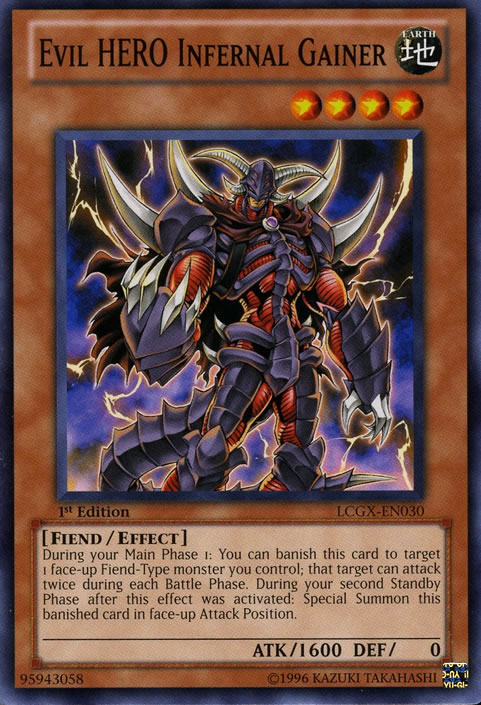 EVIL HERO INFERNAL GAINER
EARTH
地
1st Edition
LCGX-EN030
[FIEND / EFFECT]
During your Main Phase 1: You can banish this card to target
1 face-up Fiend-Type monster you control; that target can attack
twice during each Battle Phase. During your second Standby
Phase after this effect was activated: Special Summon this
banished card in face-up Attack Position.
ATK/1600 DEF/ 0
95943058
©1996 KAZUKI TAKAHASHI